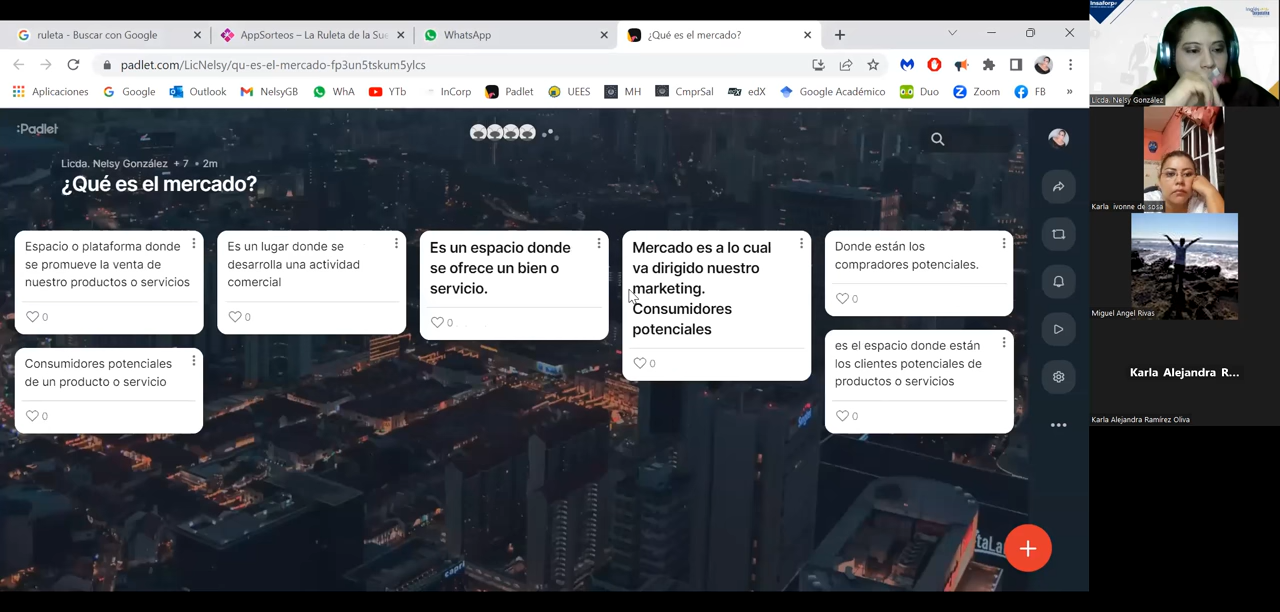 ruleta - Buscar con Google
AppSorteos – La Ruleta de la Sue
WhatsApp
¿Qué es el mercado?
padlet.com/LicNelsy/qu-es-el-mercado-fp3un5tskum5ylcs
Aplicaciones
Google
Outlook
NelsyGB
WhA
YTb
InCorp
Padlet
UEES
MH
CmprSal
edX
Google Académico
Duo
Zoom
FB
»
:Padlet
Licda. Nelsy González + 7 • 2m
¿Qué es el mercado?
Espacio o plataforma donde
se promueve la venta de
nuestro productos o servicios
0
Consumidores potenciales
de un producto o servicio
0
Es un lugar donde se
desarrolla una actividad
comercial
0
Es un espacio donde
se ofrece un bien o
servicio.
0
Mercado es a lo cual
va dirigido nuestro
marketing.
Consumidores
potenciales
0
Donde están los
compradores potenciales.
0
es el espacio donde están
los clientes potenciales de
productos o servicios
0
Insaforp
Licda. Nelsy González
Karla ivonne de sosa
Miguel Angel Rivas
Karla Alejandra R...
Karla Alejandra Ramírez Oliva